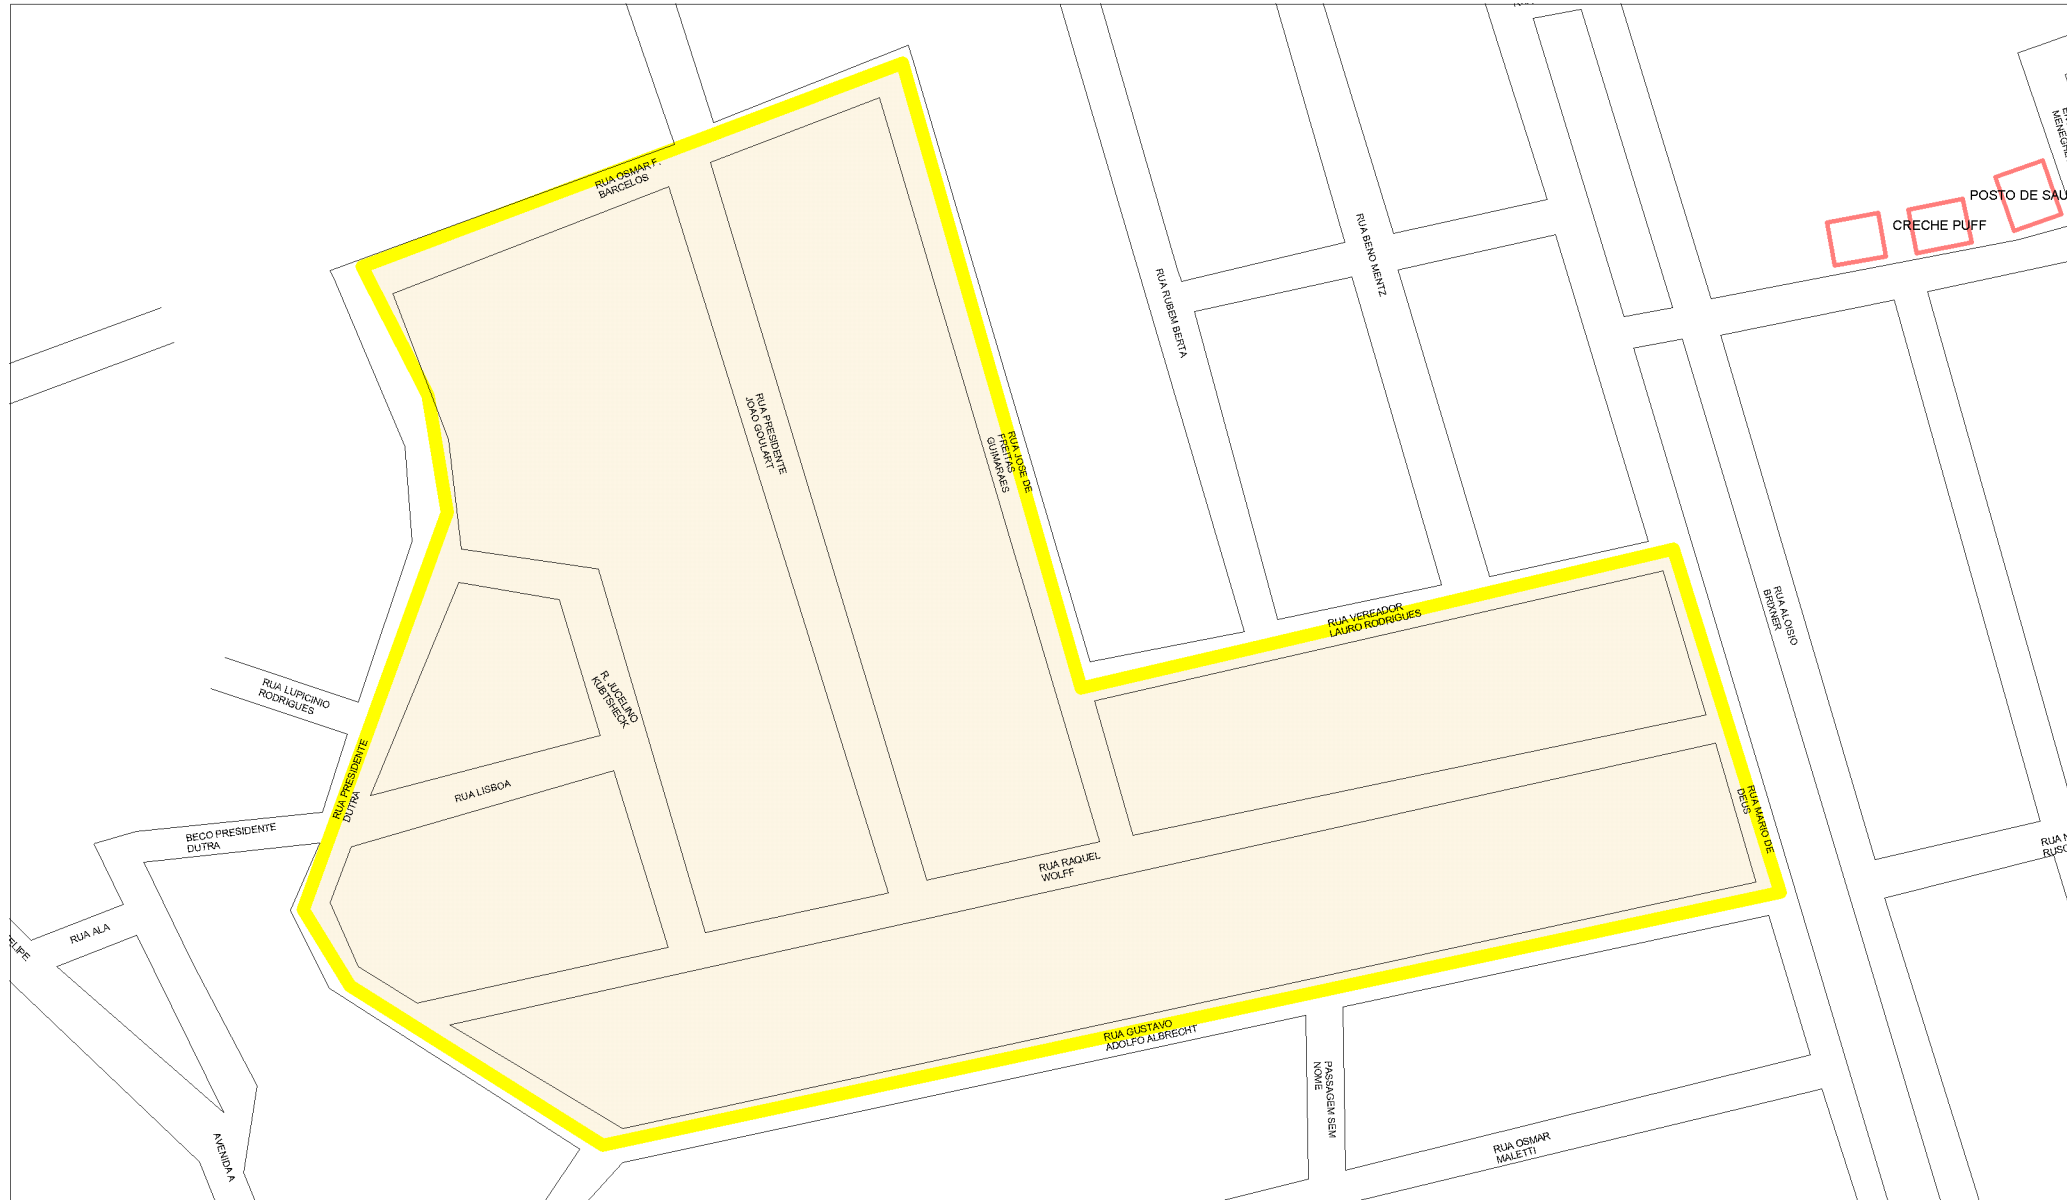 RUA OSMAR F.
BARCELOS
POSTO DE SAU
CRECHE PUFF
RUA BENO MENTZ
RUA RUBEM BERTA
RUA PRESIDENTE
JOAO GOULART
RUA JOSE DE
FREITAS
GUIMARAES
RUA VEREADOR
LAURO RODRIGUES
RUA ALOISIO
BRIXNER
RUA LUPICINIO
RODRIGUES
R. JUCELINO
KUBTSHECK
RUA PRESIDENTE
DUTRA
RUA LISBOA
BECO PRESIDENTE
DUTRA
RUA MARIO DE
DEUS
RUA RAQUEL
WOLFF
RUA ALA
RUA GUSTAVO
ADOLFO ALBRECHT
PASSAGEM SEM
NOME
RUA OSMAR
MALETTI
AVENIDA A